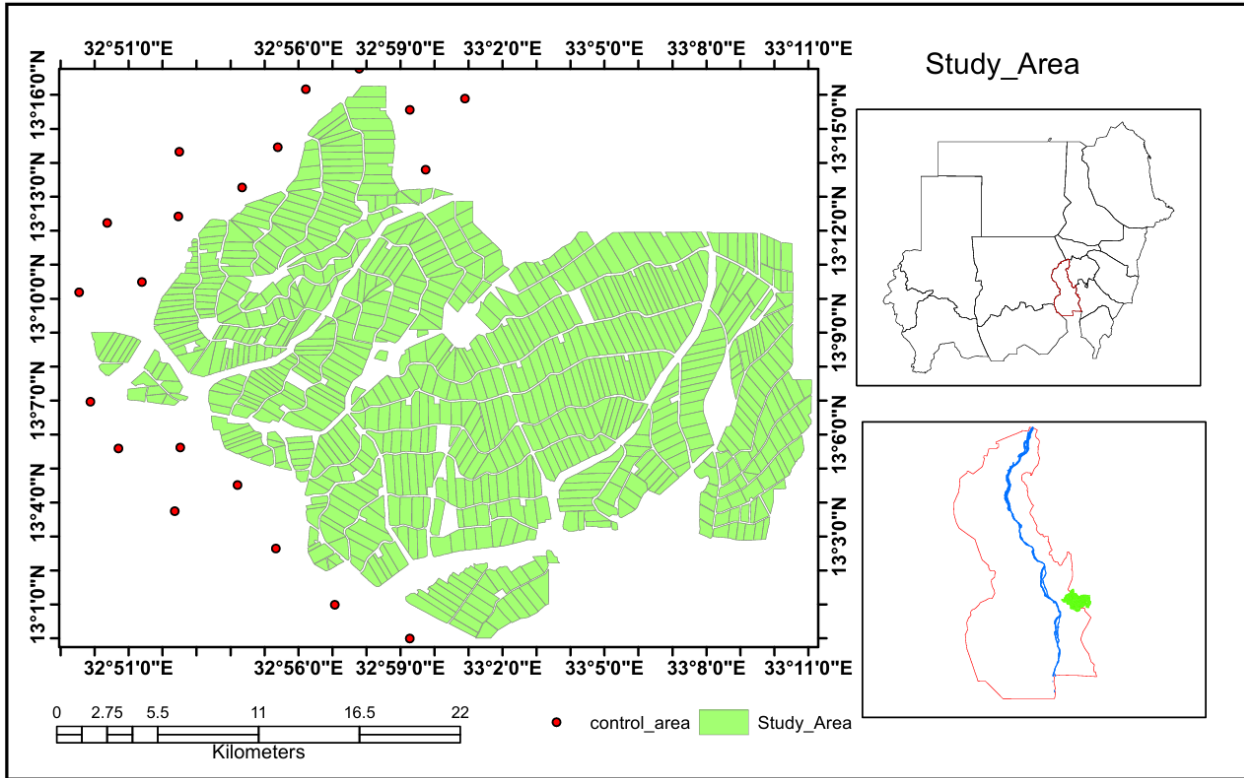 32°51'0"E 32°56'0"E 32°59'0"E 33°2'0"E 33°5'0"E 33°8'0"E 33°11'0"E
Study_Area
13°16'0"N
13°13'0"N
13°10'0"N
13°7'0"N
13°4'0"N
13°1'0"N
13°15'0"N
13°12'0"N
13°9'0"N
13°6'0"N
13°3'0"N
32°51'0"E 32°56'0"E 32°59'0"E 33°2'0"E 33°5'0"E 33°8'0"E 33°11'0"E
0 2.75 5.5 11 16.5 22
Kilometers
control_area Study_Area